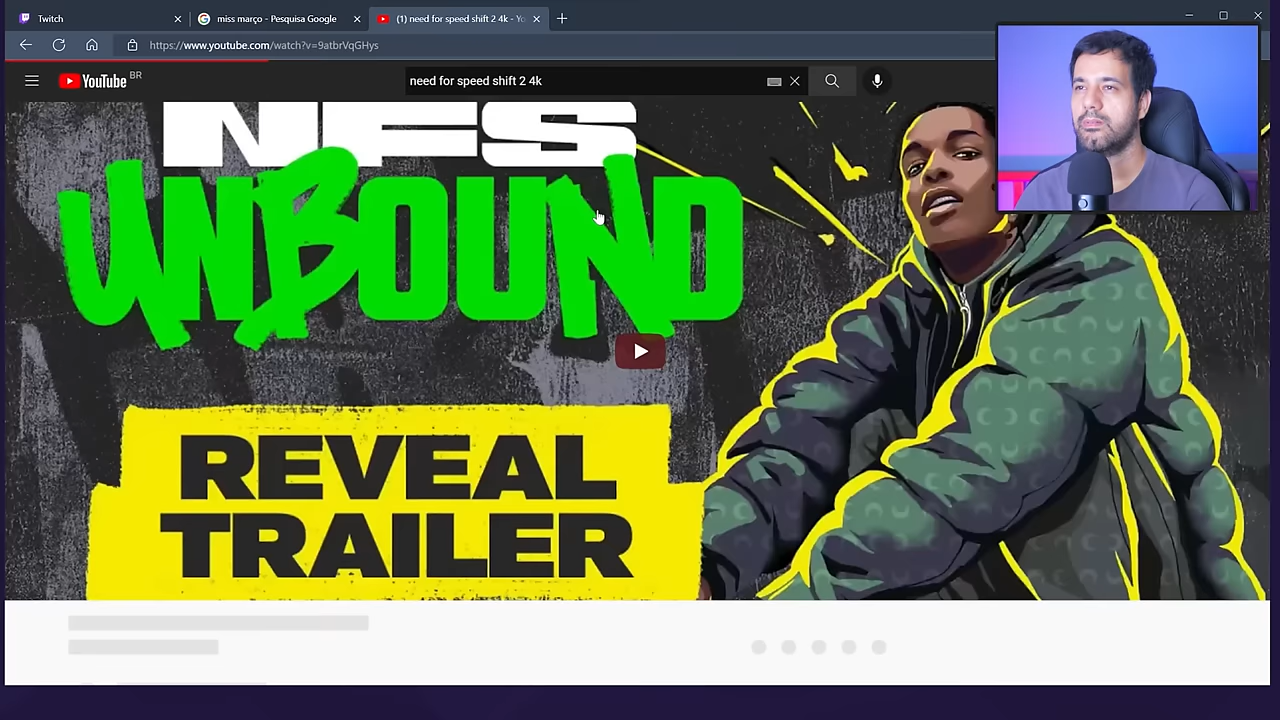 Twitch
miss março - Pesquisa Google
(1) need for speed shift 2 4k - Yo
https://www.youtube.com/watch?v=9atbrVqGHys
YouTube BR
need for speed shift 2 4k
NFS
UNBOUND
REVEAL
TRAILER